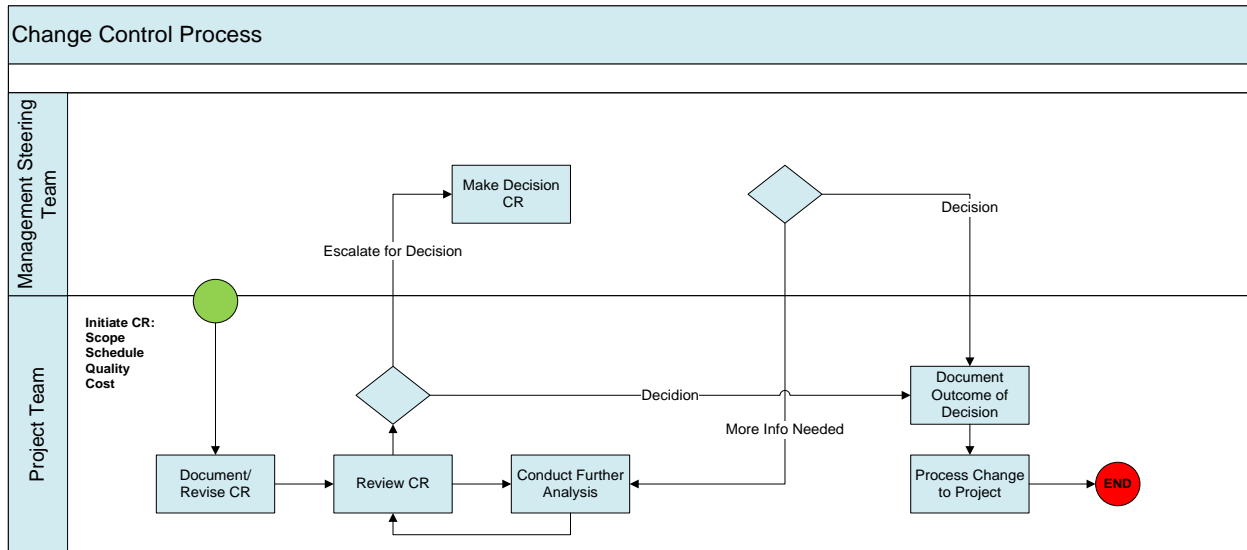 Change Control Process
Management Steering
Team
Make Decision
CR
Decision
Escalate for Decision
Project Team
Initiate CR:
Scope
Schedule
Quality
Cost
Decidion
Document
Outcome of
Decision
More Info Needed
Document/
Revise CR
Review CR
Conduct Further
Analysis
Process Change
to Project
END